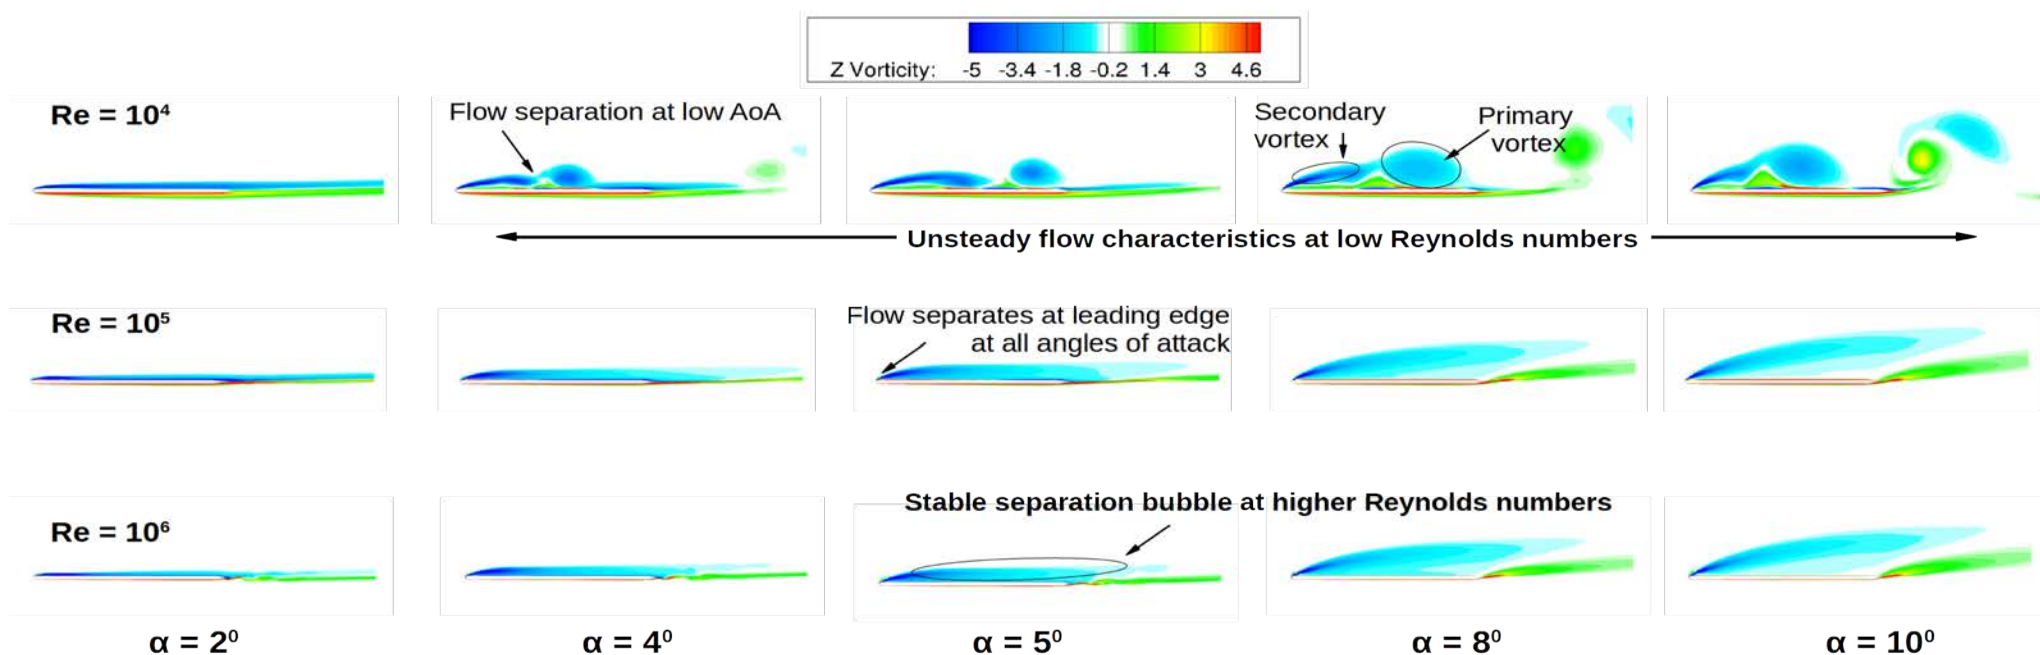 Z Vorticity: -5 -3.4 -1.8 -0.2 1.4 3 4.6
Re = 10⁴
Flow separation at low AoA
Secondary
vortex
Primary
vortex
Unsteady flow characteristics at low Reynolds numbers
Re = 10⁵
Flow separates at leading edge
at all angles of attack
Re = 10⁶
Stable separation bubble at higher Reynolds numbers
α = 2⁰
α = 4⁰
α = 5⁰
α = 8⁰
α = 10⁰